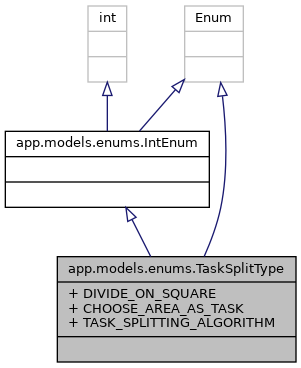 int
Enum
app.models.enums.IntEnum
app.models.enums.TaskSplitType
+ DIVIDE_ON_SQUARE
+ CHOOSE_AREA_AS_TASK
+ TASK_SPLITTING_ALGORITHM